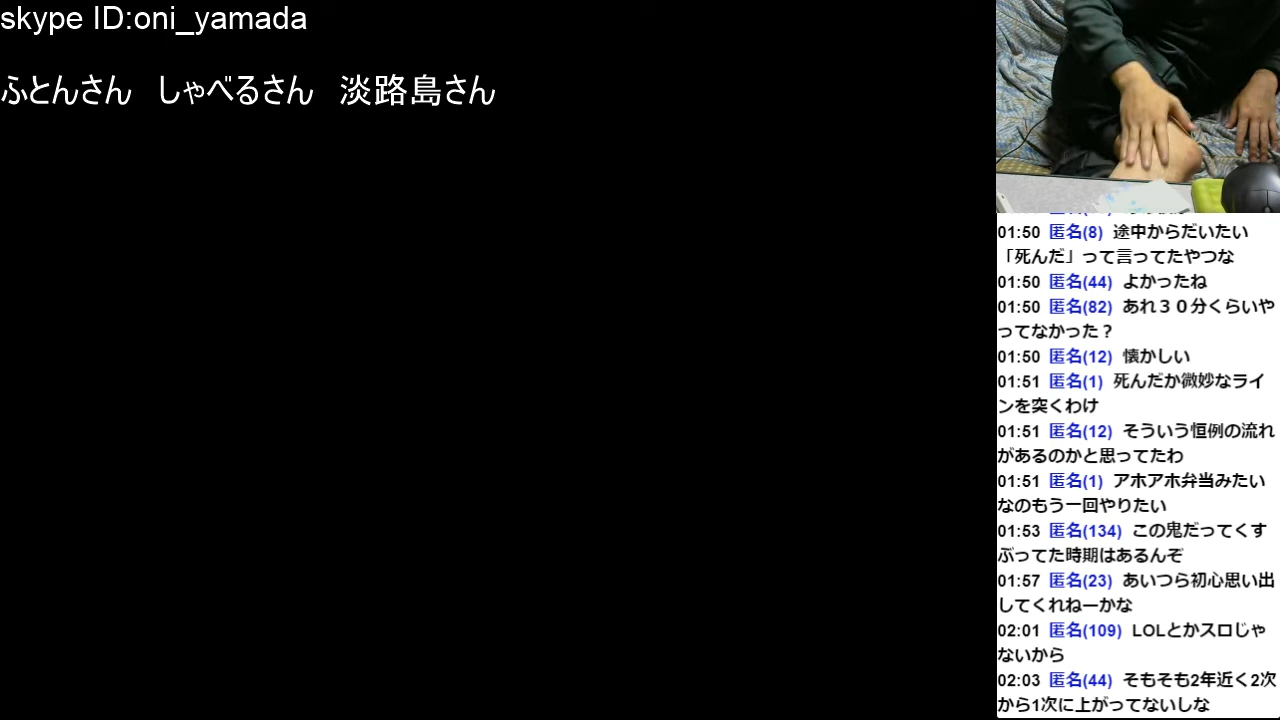 skype ID:oni_yamada
ふとんさん　しゃべるさん　淡路島さん
01:50 匿名(8) 途中からだいたい
「死んだ」って言ってたやつな
01:50 匿名(44) よかったね
01:50 匿名(82) あれ３０分くらいや
ってなかった？
01:50 匿名(12) 懐かしい
01:51 匿名(1) 死んだか微妙なライ
ンを突くわけ
01:51 匿名(12) そういう恒例の流れ
があるのかと思ってたわ
01:51 匿名(1) アホアホ弁当みたい
なのもう一回やりたい
01:53 匿名(134) この鬼だってくす
ぶってた時期はあるんぞ
01:57 匿名(23) あいつら初心思い出
してくれねーかな
02:01 匿名(109) LOLとかスロじゃ
ないから
02:03 匿名(44) そもそも2年近く2次
から1次に上がってないしな